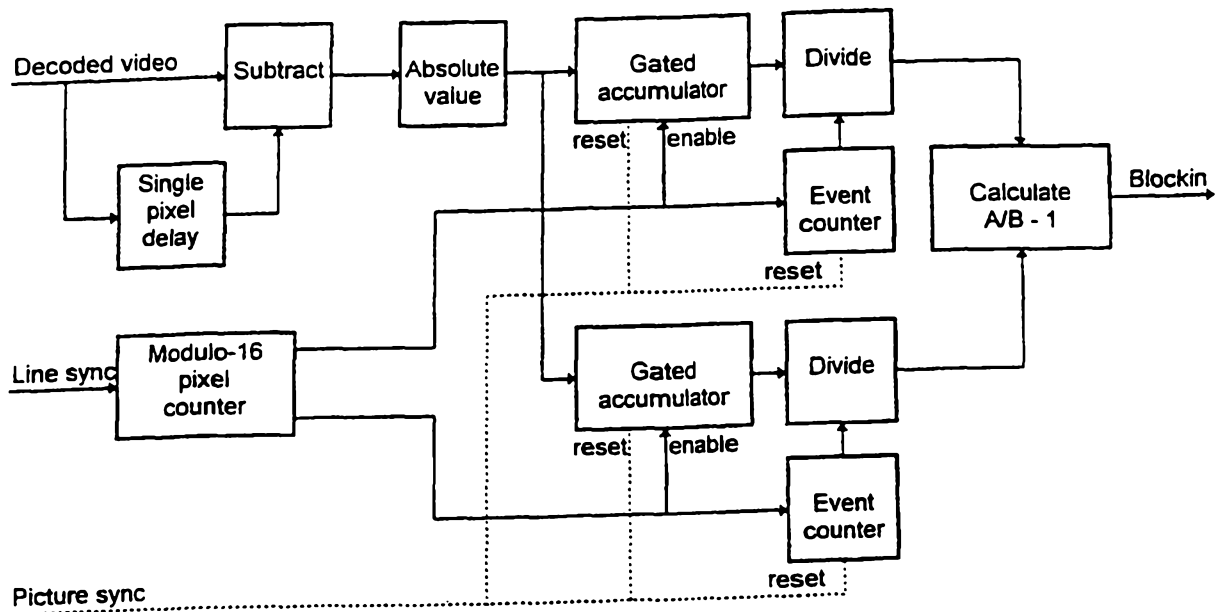 Decoded video
Subtract
Absolute
value
Gated
accumulator
Divide
reset
enable
Single
pixel
delay
Event
counter
Calculate
A/B - 1
Blockin
reset
Line sync
Modulo-16
pixel
counter
Gated
accumulator
Divide
reset
enable
Event
counter
reset
Picture sync